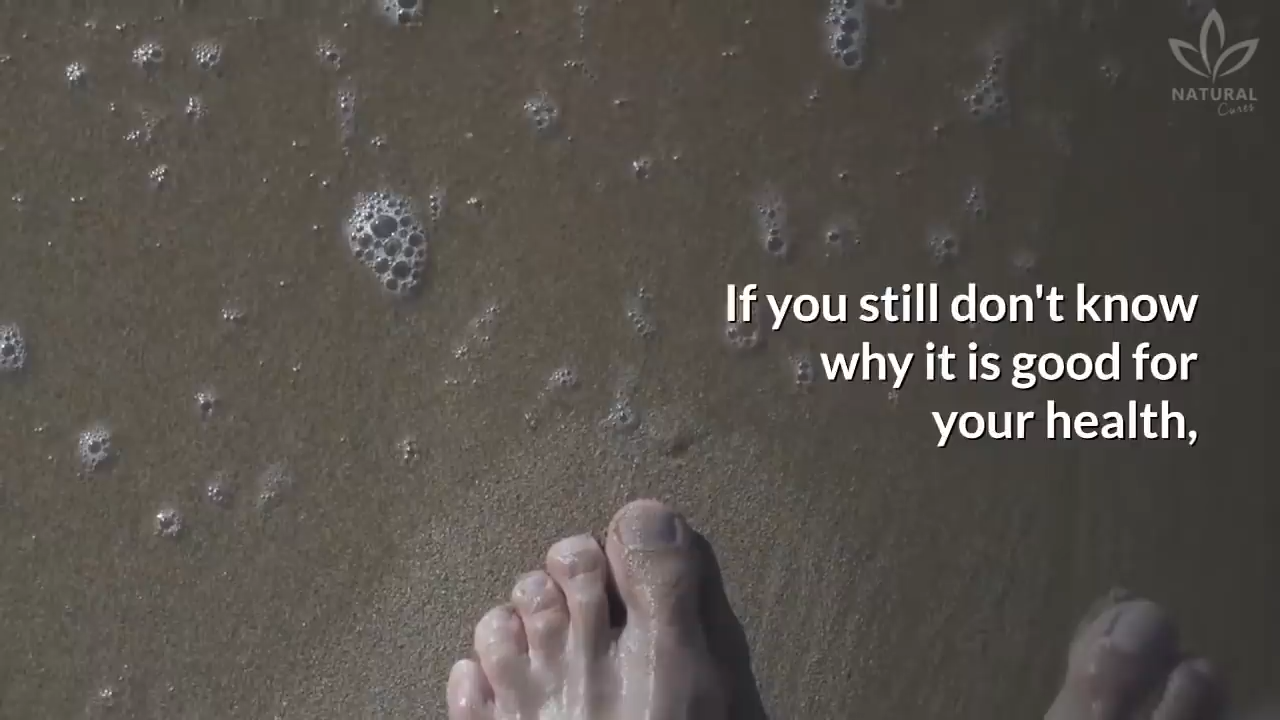 NATURAL
Cures
If you still don't know
why it is good for
your health,